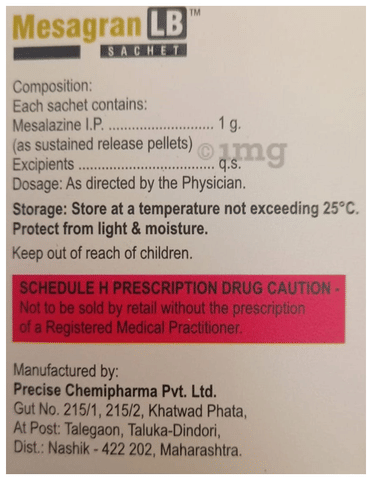 Mesagran LB™
SACHET
Composition:
Each sachet contains:
Mesalazine I.P. ............................ 1 g.
(as sustained release pellets)
©1mg
Excipients ................................... q.s.
Dosage: As directed by the Physician.
Storage: Store at a temperature not exceeding 25°C.
Protect from light & moisture.
Keep out of reach of children.
SCHEDULE H PRESCRIPTION DRUG CAUTION -
Not to be sold by retail without the prescription
of a Registered Medical Practitioner.
Manufactured by:
Precise Chemipharma Pvt. Ltd.
Gut No. 215/1, 215/2, Khatwad Phata,
At Post: Talegaon, Taluka-Dindori,
Dist.: Nashik - 422 202, Maharashtra.